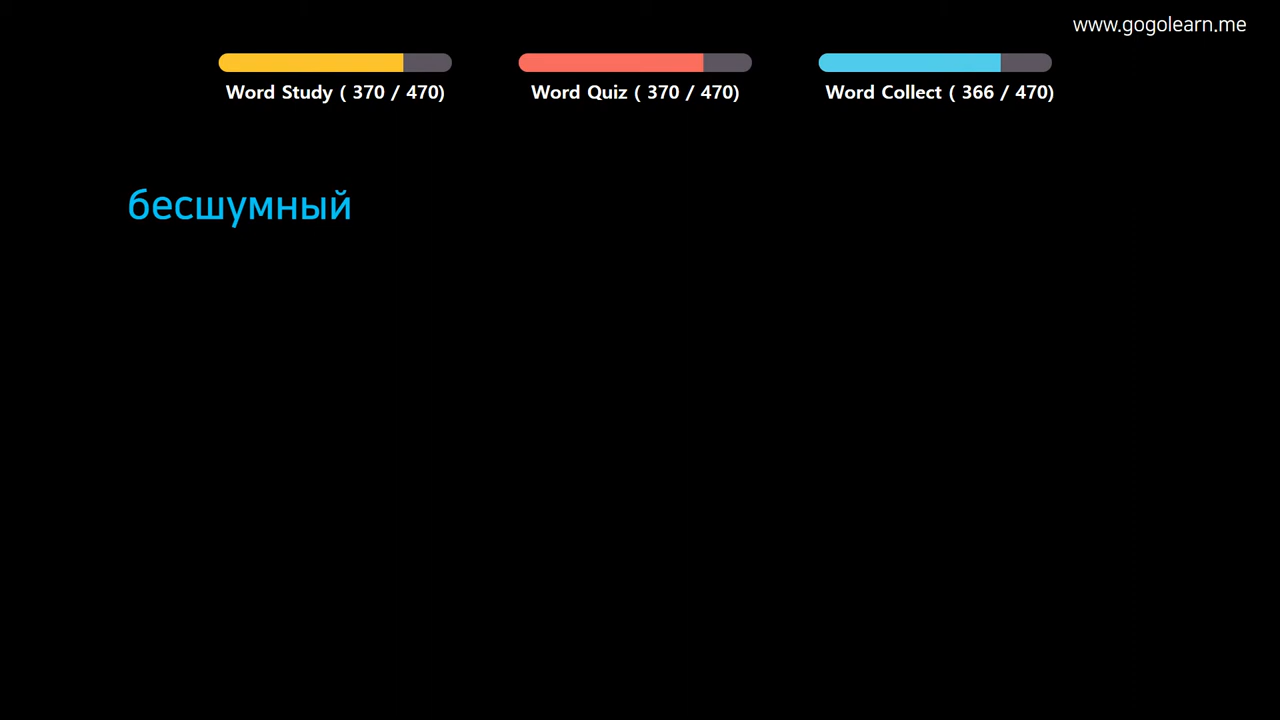 www.gogolearn.me
Word Study ( 370 / 470)
Word Quiz ( 370 / 470)
Word Collect ( 366 / 470)
бесшумный